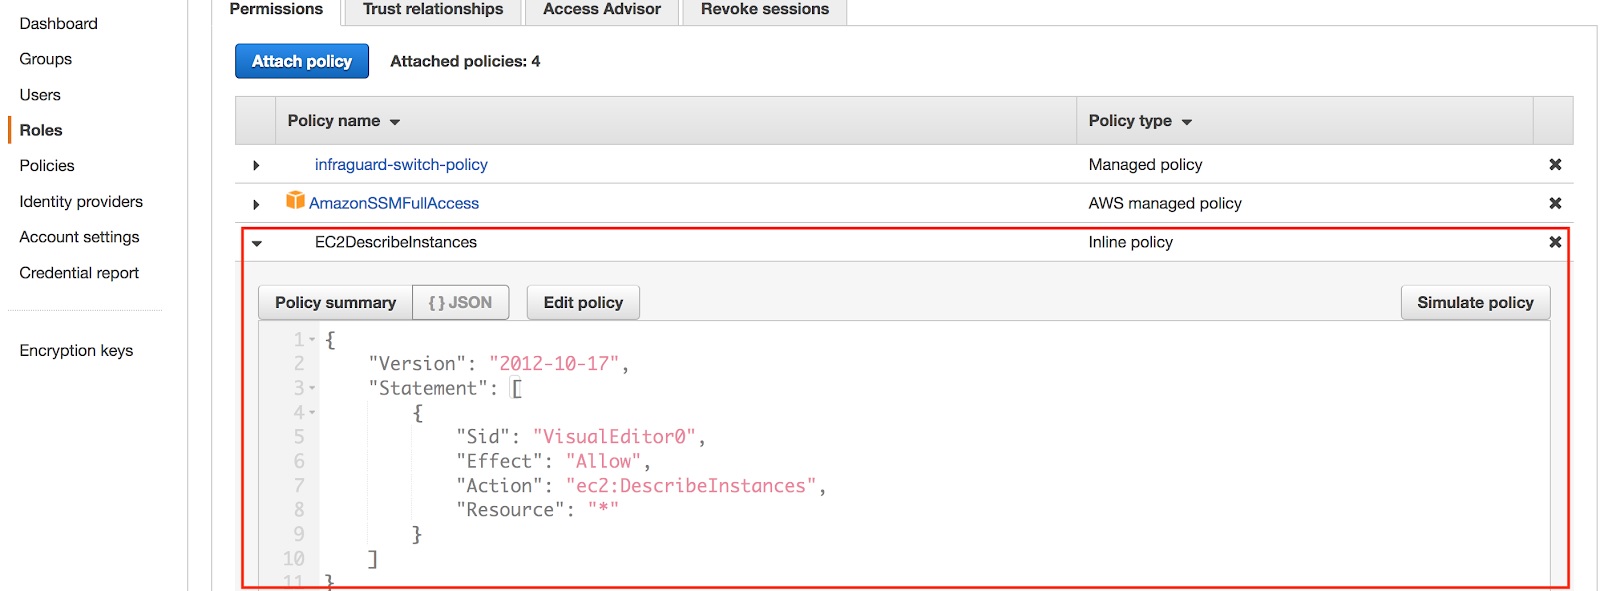 Dashboard
Groups
Users
Roles
Policies
Identity providers
Account settings
Credential report
Encryption keys
Permissions
Trust relationships
Access Advisor
Revoke sessions
Attach policy
Attached policies: 4
Policy name
Policy type
infraguard-switch-policy
Managed policy
AmazonSSMFullAccess
AWS managed policy
EC2DescribeInstances
Inline policy
Policy summary
{ } JSON
Edit policy
Simulate policy
1 {
2 "Version": "2012-10-17",
3 "Statement": [
4 {
5 "Sid": "VisualEditor0",
6 "Effect": "Allow",
7 "Action": "ec2:DescribeInstances",
8 "Resource": "*"
9 }
10 ]
11 }